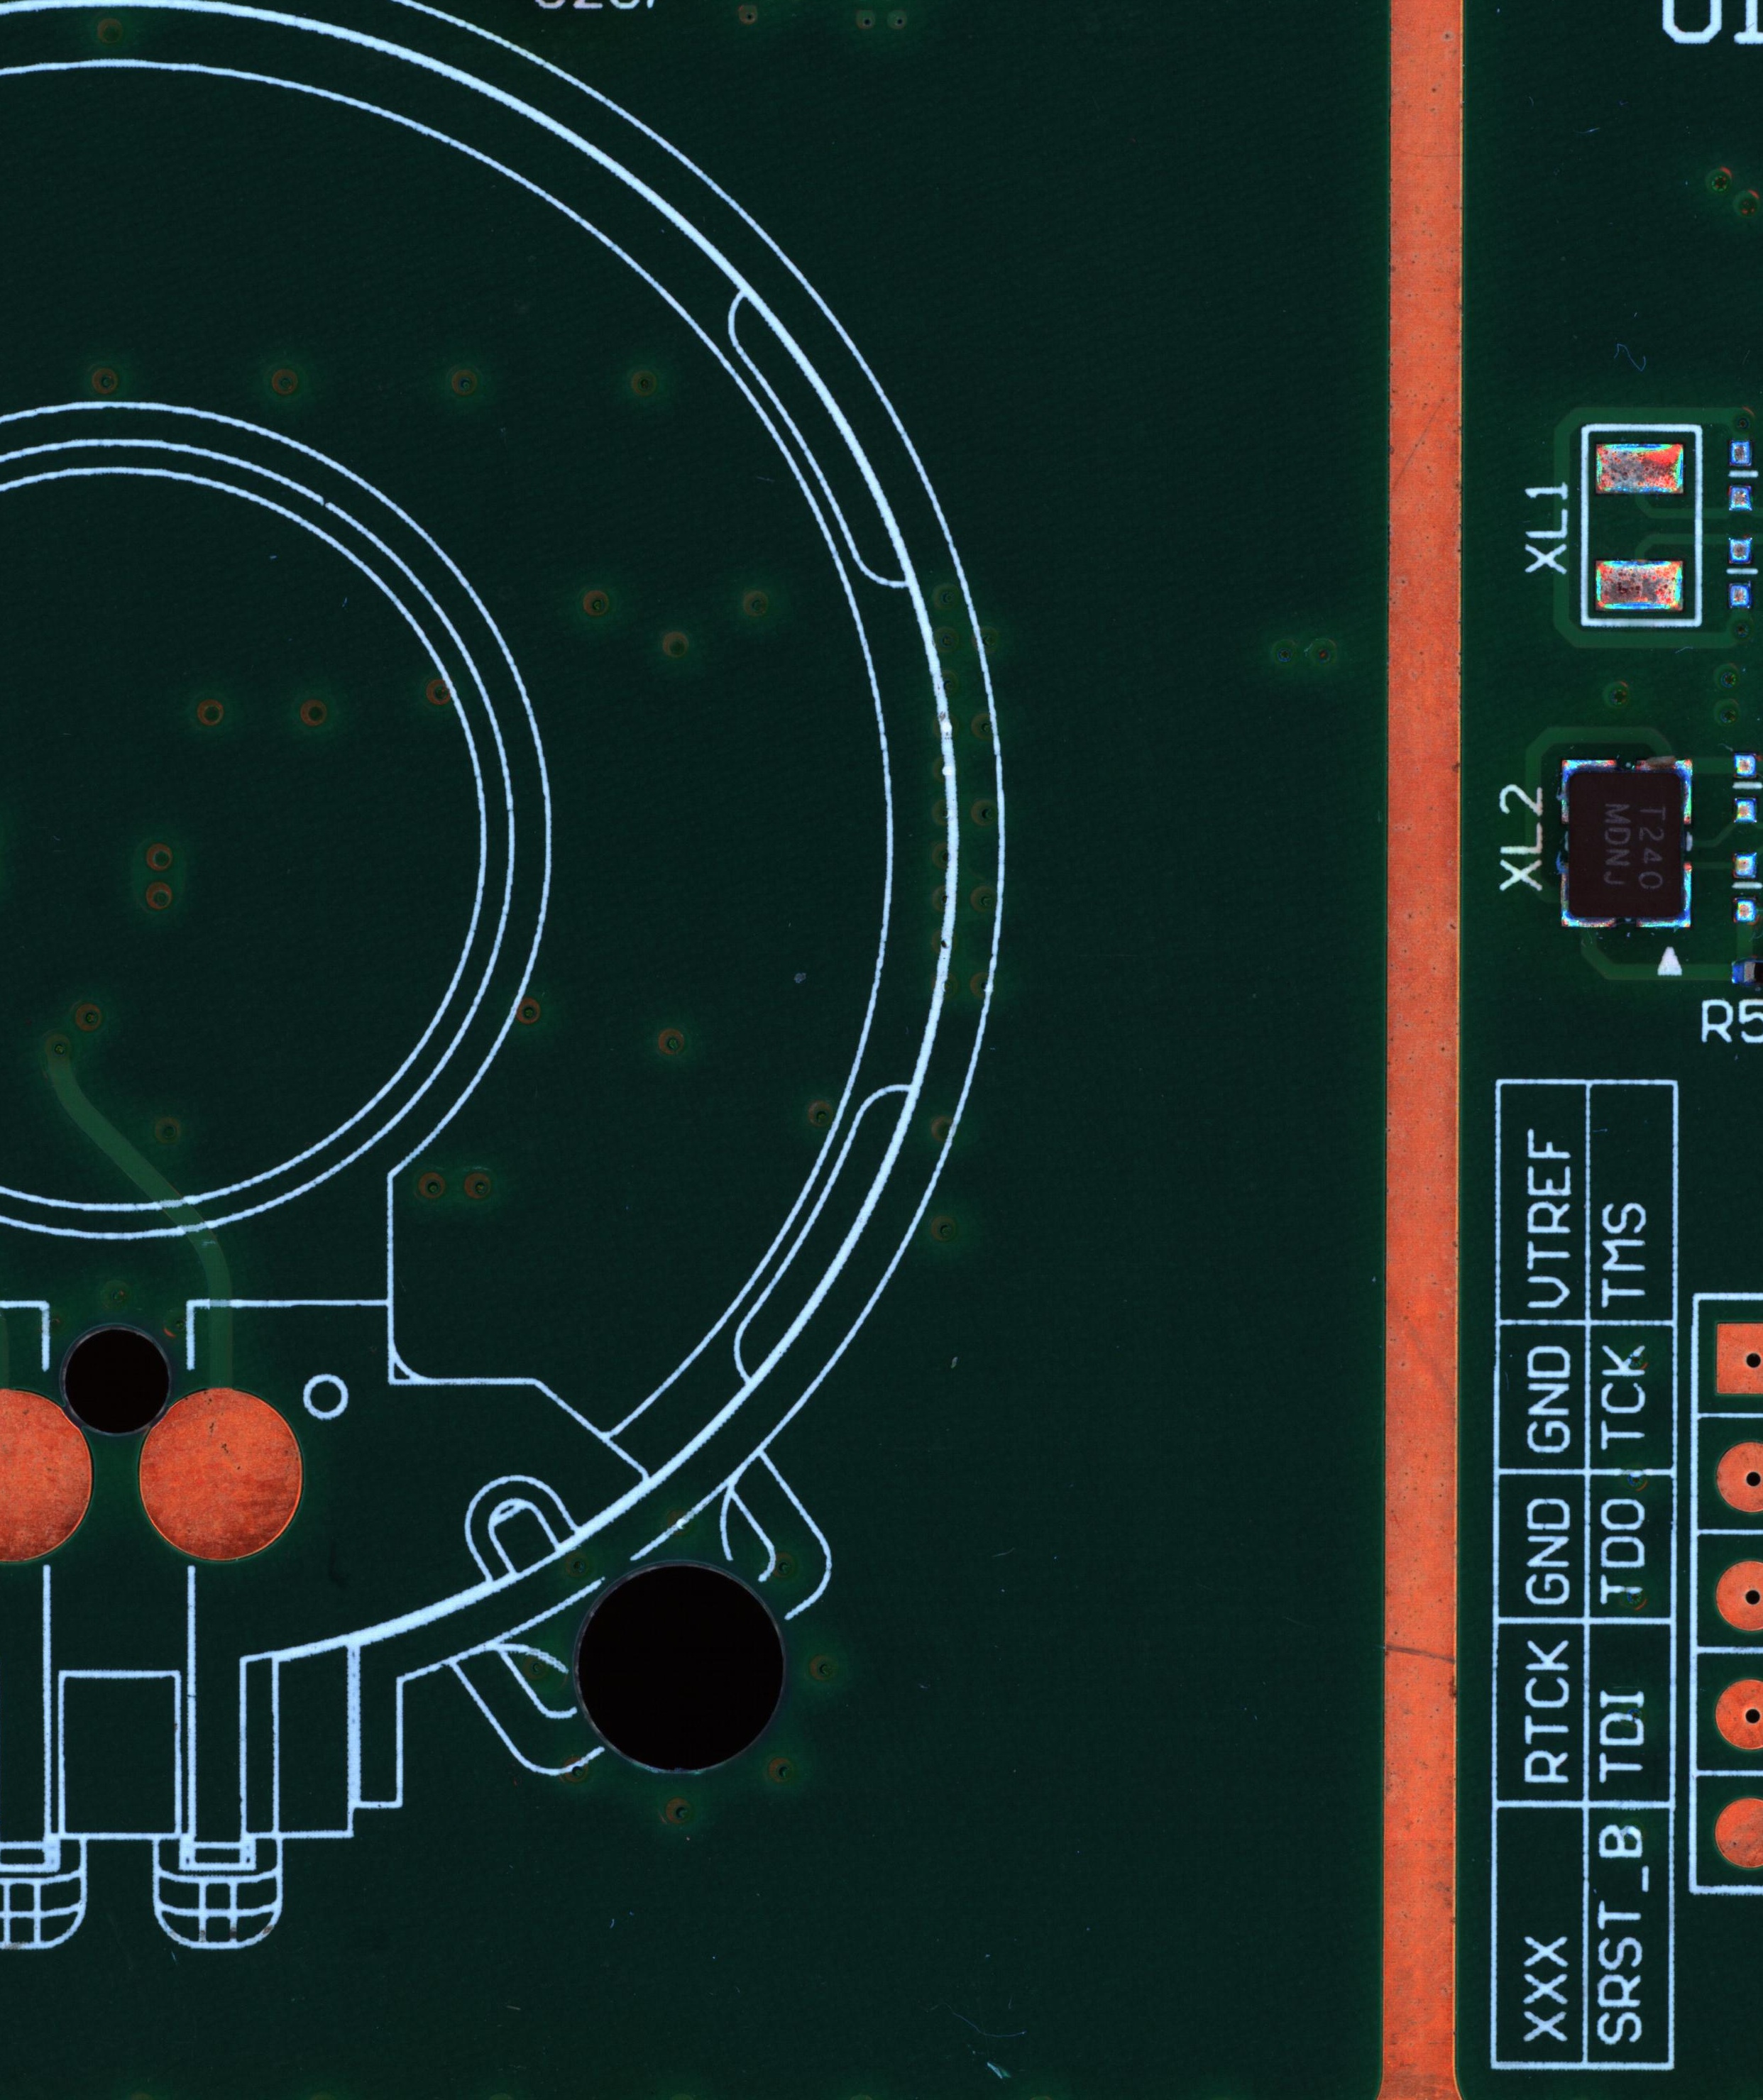 XL1
XL2
T240
MDNJ
R5
VTREF
TMS
GND
TCK
GND
TDO
RTCK
TDI
XXX
SRST_B